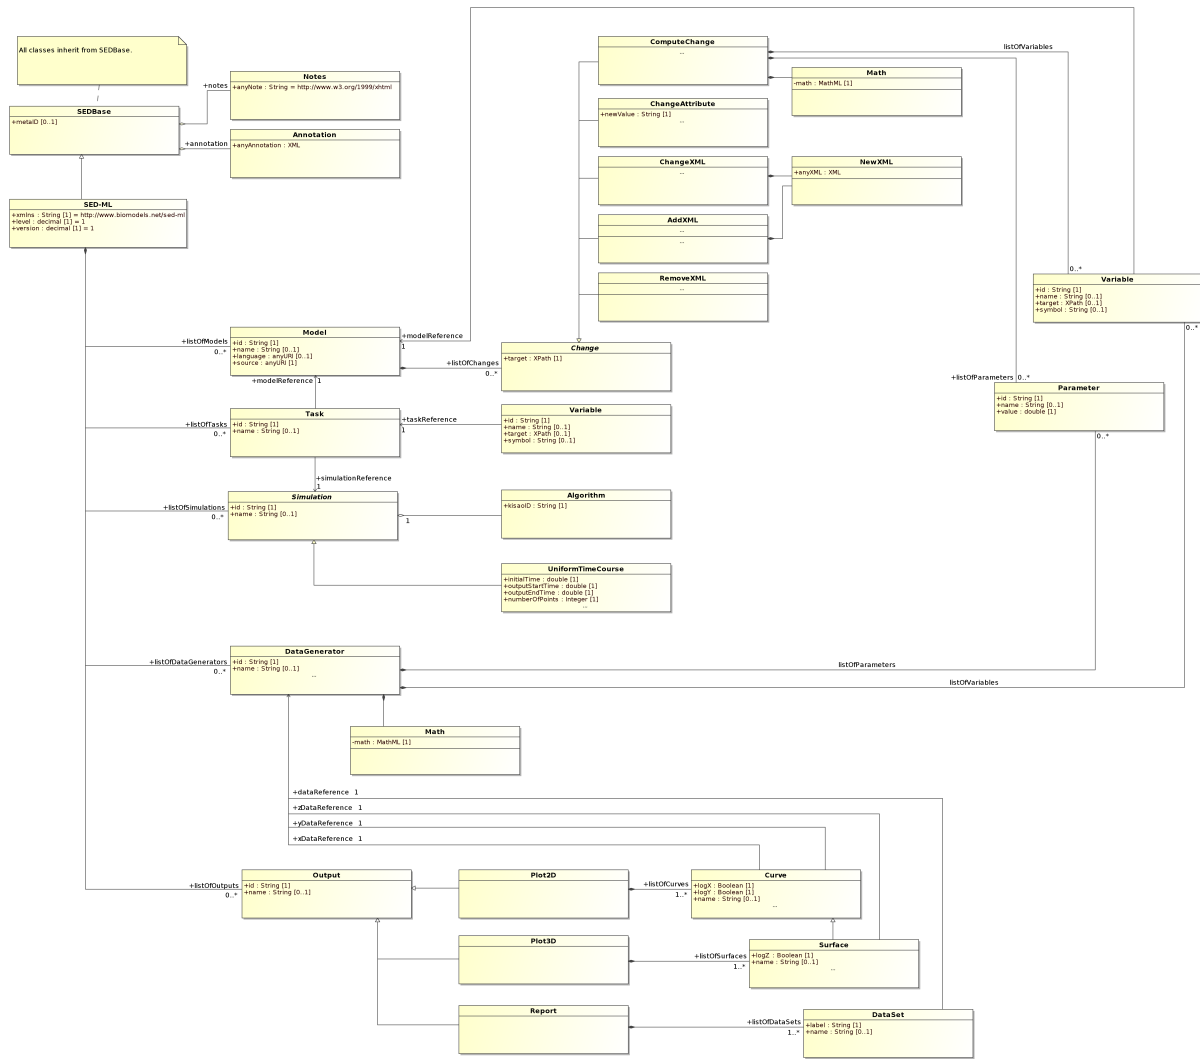 All classes inherit from SEDBase.
SEDBase
+metaID [0..1]
+notes
Notes
+anyNote : String = http://www.w3.org/1999/xhtml
+annotation
Annotation
+anyAnnotation : XML
SED-ML
+xmlns : String [1] = http://www.biomodels.net/sed-ml
+level : decimal [1] = 1
+version : decimal [1] = 1
ComputeChange
...
listOfVariables
Math
-math : MathML [1]
ChangeAttribute
+newValue : String [1]
...
ChangeXML
...
NewXML
+anyXML : XML
AddXML
...
...
RemoveXML
...
0..*
Variable
+id : String [1]
+name : String [0..1]
+target : XPath [0..1]
+symbol : String [0..1]
0..*
+listOfModels
0..*
Model
+id : String [1]
+name : String [0..1]
+language : anyURI [0..1]
+source : anyURI [1]
+modelReference
1
+listOfChanges
0..*
Change
+target : XPath [1]
+listOfParameters
0..*
Parameter
+id : String [1]
+name : String [0..1]
+value : double [1]
0..*
+modelReference
1
+listOfTasks
0..*
Task
+id : String [1]
+name : String [0..1]
+taskReference
1
Variable
+id : String [1]
+name : String [0..1]
+target : XPath [0..1]
+symbol : String [0..1]
+simulationReference
1
+listOfSimulations
0..*
Simulation
+id : String [1]
+name : String [0..1]
1
Algorithm
+kisaoID : String [1]
UniformTimeCourse
+initialTime : double [1]
+outputStartTime : double [1]
+outputEndTime : double [1]
+numberOfPoints : Integer [1]
...
+listOfDataGenerators
0..*
DataGenerator
+id : String [1]
+name : String [0..1]
...
listOfParameters
listOfVariables
Math
-math : MathML [1]
+dataReference 1
+zDataReference 1
+yDataReference 1
+xDataReference 1
+listOfOutputs
0..*
Output
+id : String [1]
+name : String [0..1]
Plot2D
+listOfCurves
1..*
Curve
+logX : Boolean [1]
+logY : Boolean [1]
+name : String [0..1]
...
Plot3D
+listOfSurfaces
1..*
Surface
+logZ : Boolean [1]
+name : String [0..1]
...
Report
+listOfDataSets
1..*
DataSet
+label : String [1]
+name : String [0..1]